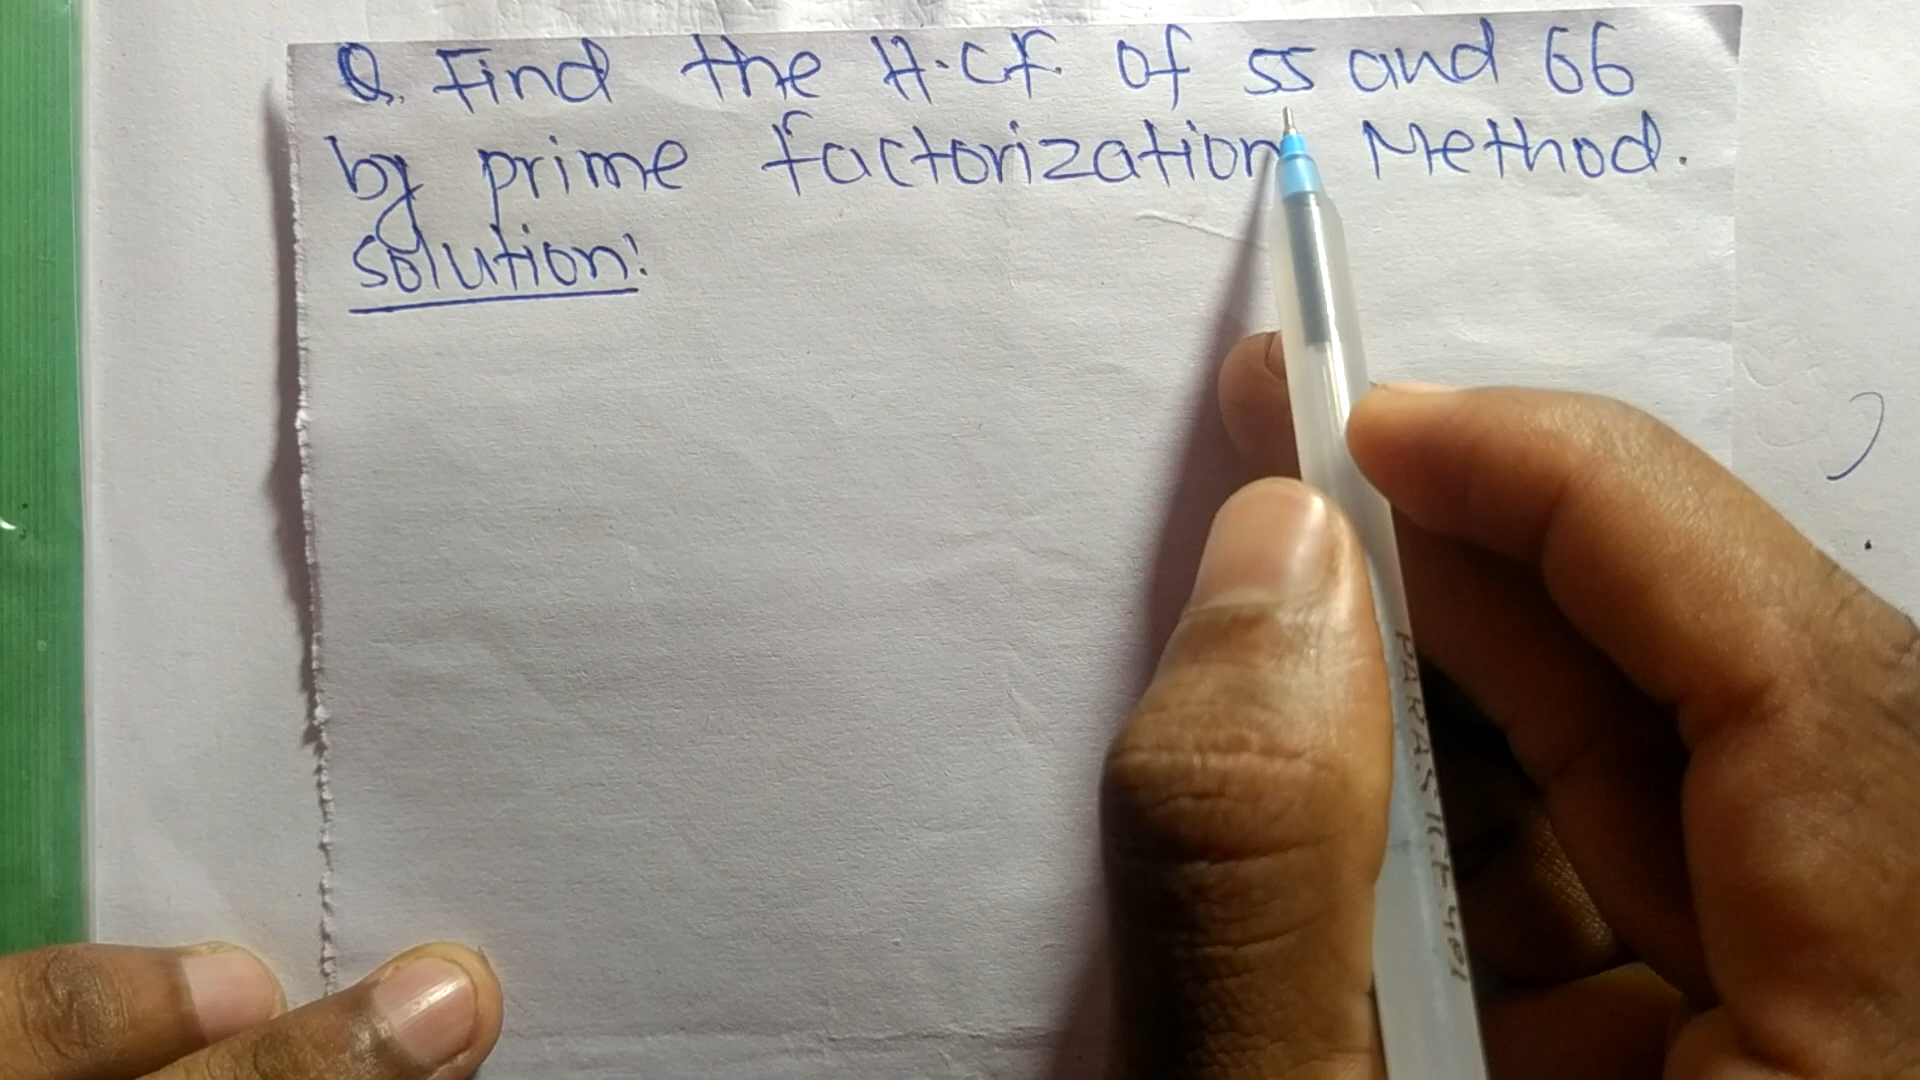 Q. Find the H.C.F. of 55 and 66
by prime factorization Method.
solution: